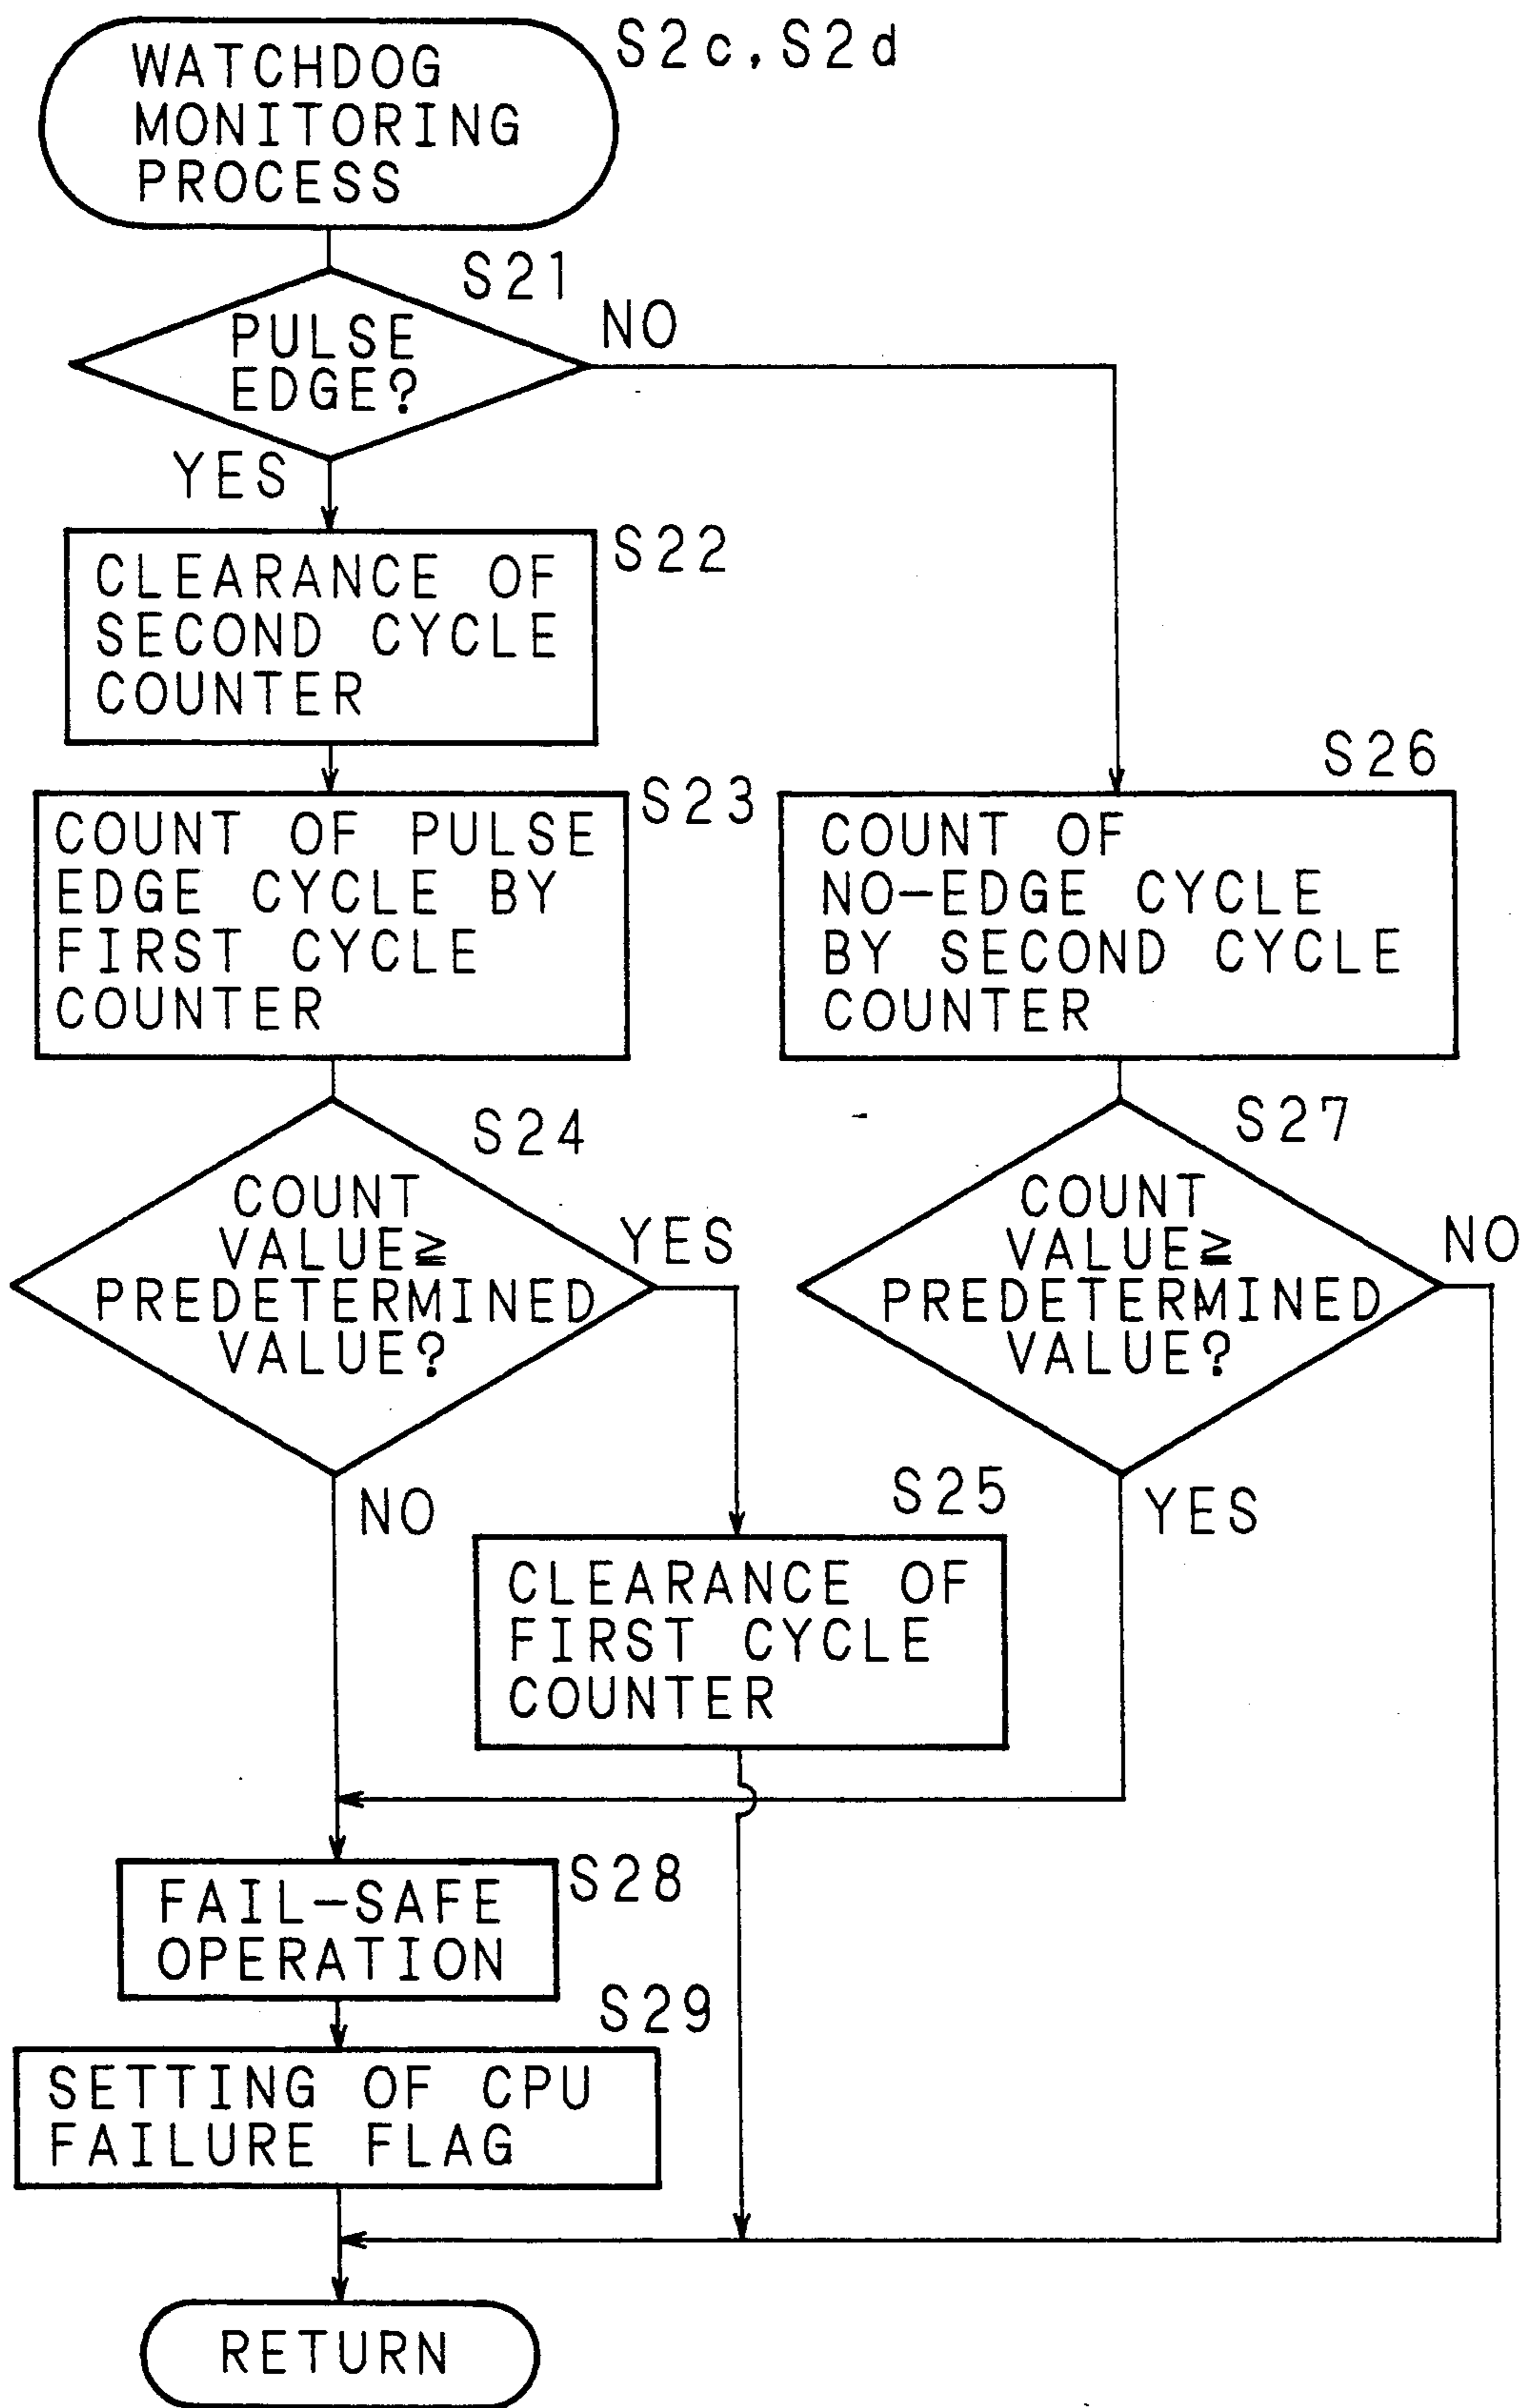 WATCHDOG
MONITORING
PROCESS
S2c, S2d
S21
PULSE
EDGE?
NO
YES
S22
CLEARANCE OF
SECOND CYCLE
COUNTER
S23
COUNT OF PULSE
EDGE CYCLE BY
FIRST CYCLE
COUNTER
S26
COUNT OF
NO-EDGE CYCLE
BY SECOND CYCLE
COUNTER
S24
COUNT
VALUE≧
PREDETERMINED
VALUE?
YES
NO
S27
COUNT
VALUE≧
PREDETERMINED
VALUE?
NO
YES
S25
CLEARANCE OF
FIRST CYCLE
COUNTER
S28
FAIL-SAFE
OPERATION
S29
SETTING OF CPU
FAILURE FLAG
RETURN